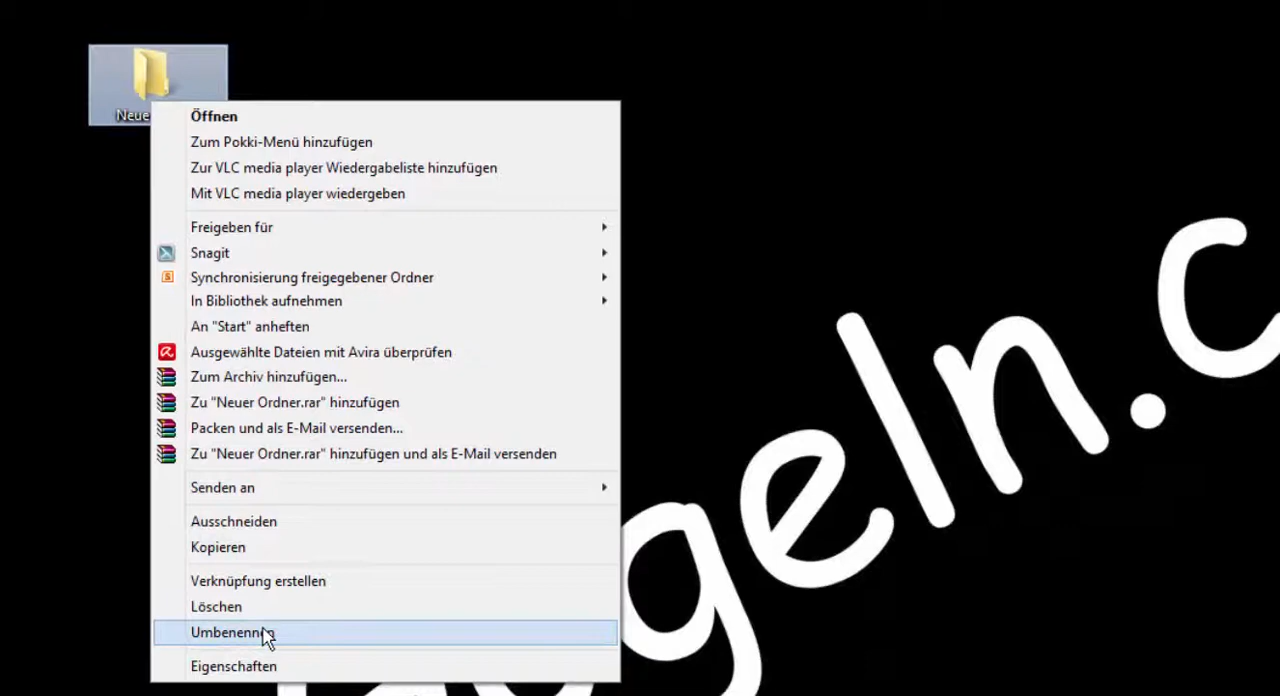 Neue
Öffnen
Zum Pokki-Menü hinzufügen
Zur VLC media player Wiedergabeliste hinzufügen
Mit VLC media player wiedergeben
Freigeben für
Snagit
Synchronisierung freigegebener Ordner
In Bibliothek aufnehmen
An "Start" anheften
Ausgewählte Dateien mit Avira überprüfen
Zum Archiv hinzufügen...
Zu "Neuer Ordner.rar" hinzufügen
Packen und als E-Mail versenden...
Zu "Neuer Ordner.rar" hinzufügen und als E-Mail versenden
Senden an
Ausschneiden
Kopieren
Verknüpfung erstellen
Löschen
Umbenennen
Eigenschaften
geln.c